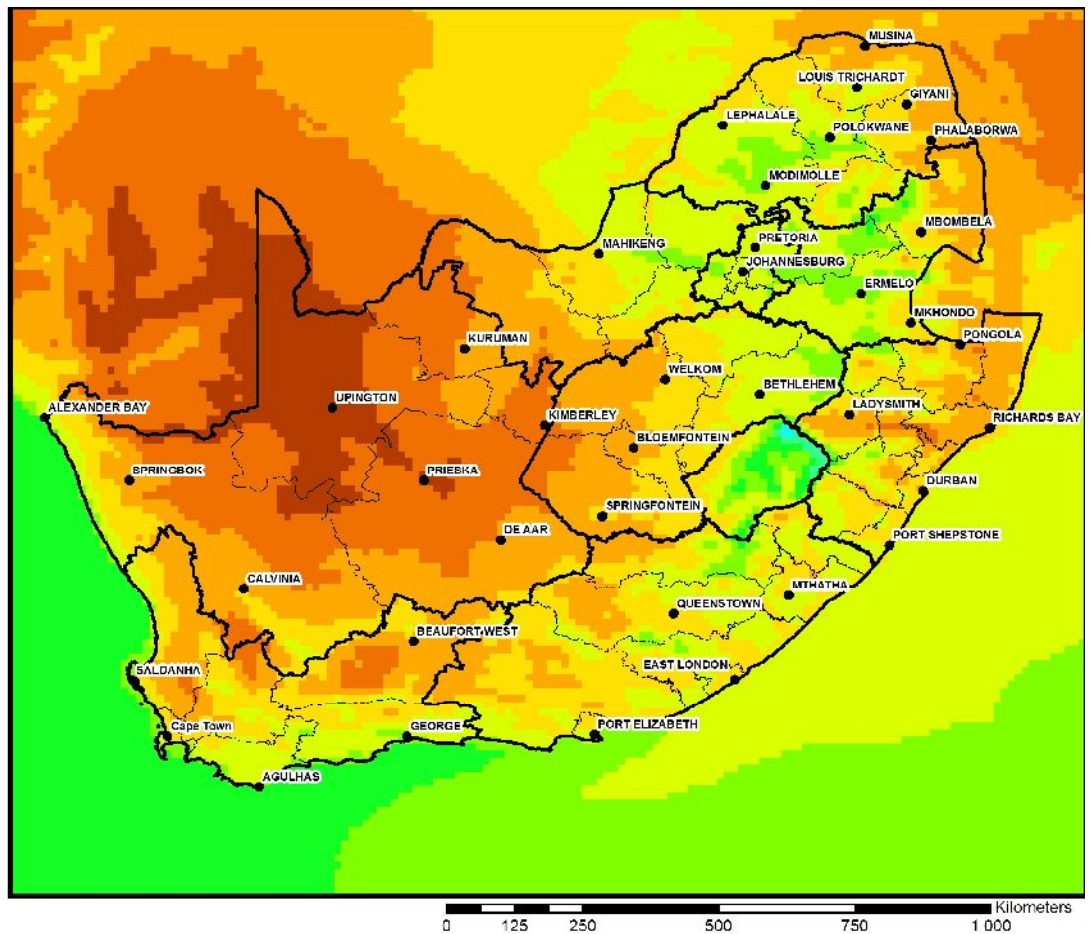 MUSINA
LOUIS TRICHARDT
GIYANI
LEPHALALE
POLOKWANE
PHALABORWA
MODIMOLLE
MBOMBELA
PRETORIA
MAHIKENG
JOHANNESBURG
ERMELO
MKHONDO
KURUMAN
PONGOLA
WELKOM
BETHLEHEM
UPINGTON
ALEXANDER BAY
KIMBERLEY
LADYSMITH
RICHARDS BAY
BLOEMFONTEIN
SPRINGBOK
PRIESKA
DURBAN
SPRINGFONTEIN
DE AAR
PORT SHEPSTONE
CALVINIA
MTHATHA
QUEENSTOWN
BEAUFORT-WEST
EAST LONDON
SALDANHA
Cape Town
GEORGE
PORT ELIZABETH
AGULHAS
Kilometers
0 125 250 500 750 1 000